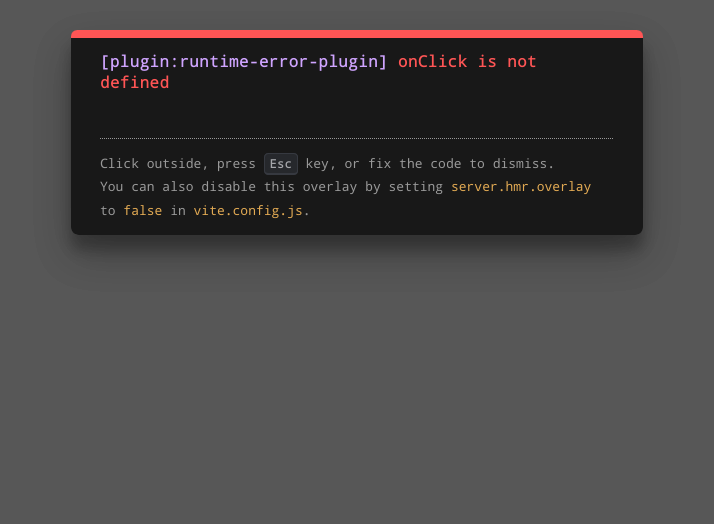 [plugin:runtime-error-plugin] onClick is not
defined
Click outside, press Esc key, or fix the code to dismiss.
You can also disable this overlay by setting server.hmr.overlay
to false in vite.config.js.